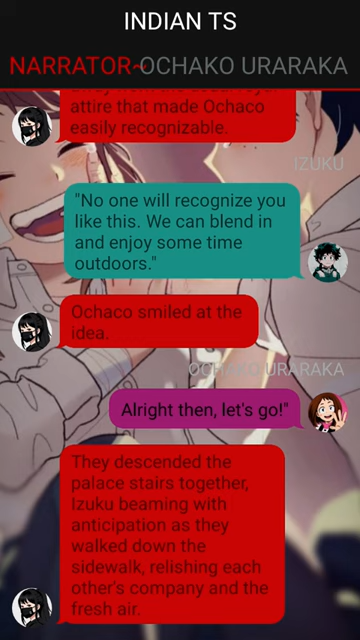 INDIAN TS
NARRATOR~OCHAKO URARAKA
attire that made Ochaco
easily recognizable.
IZUKU
"No one will recognize you
like this. We can blend in
and enjoy some time
outdoors."
Ochaco smiled at the
idea.
OCHAKO URARAKA
Alright then, let's go!"
They descended the
palace stairs together,
Izuku beaming with
anticipation as they
walked down the
sidewalk, relishing each
other's company and the
fresh air.